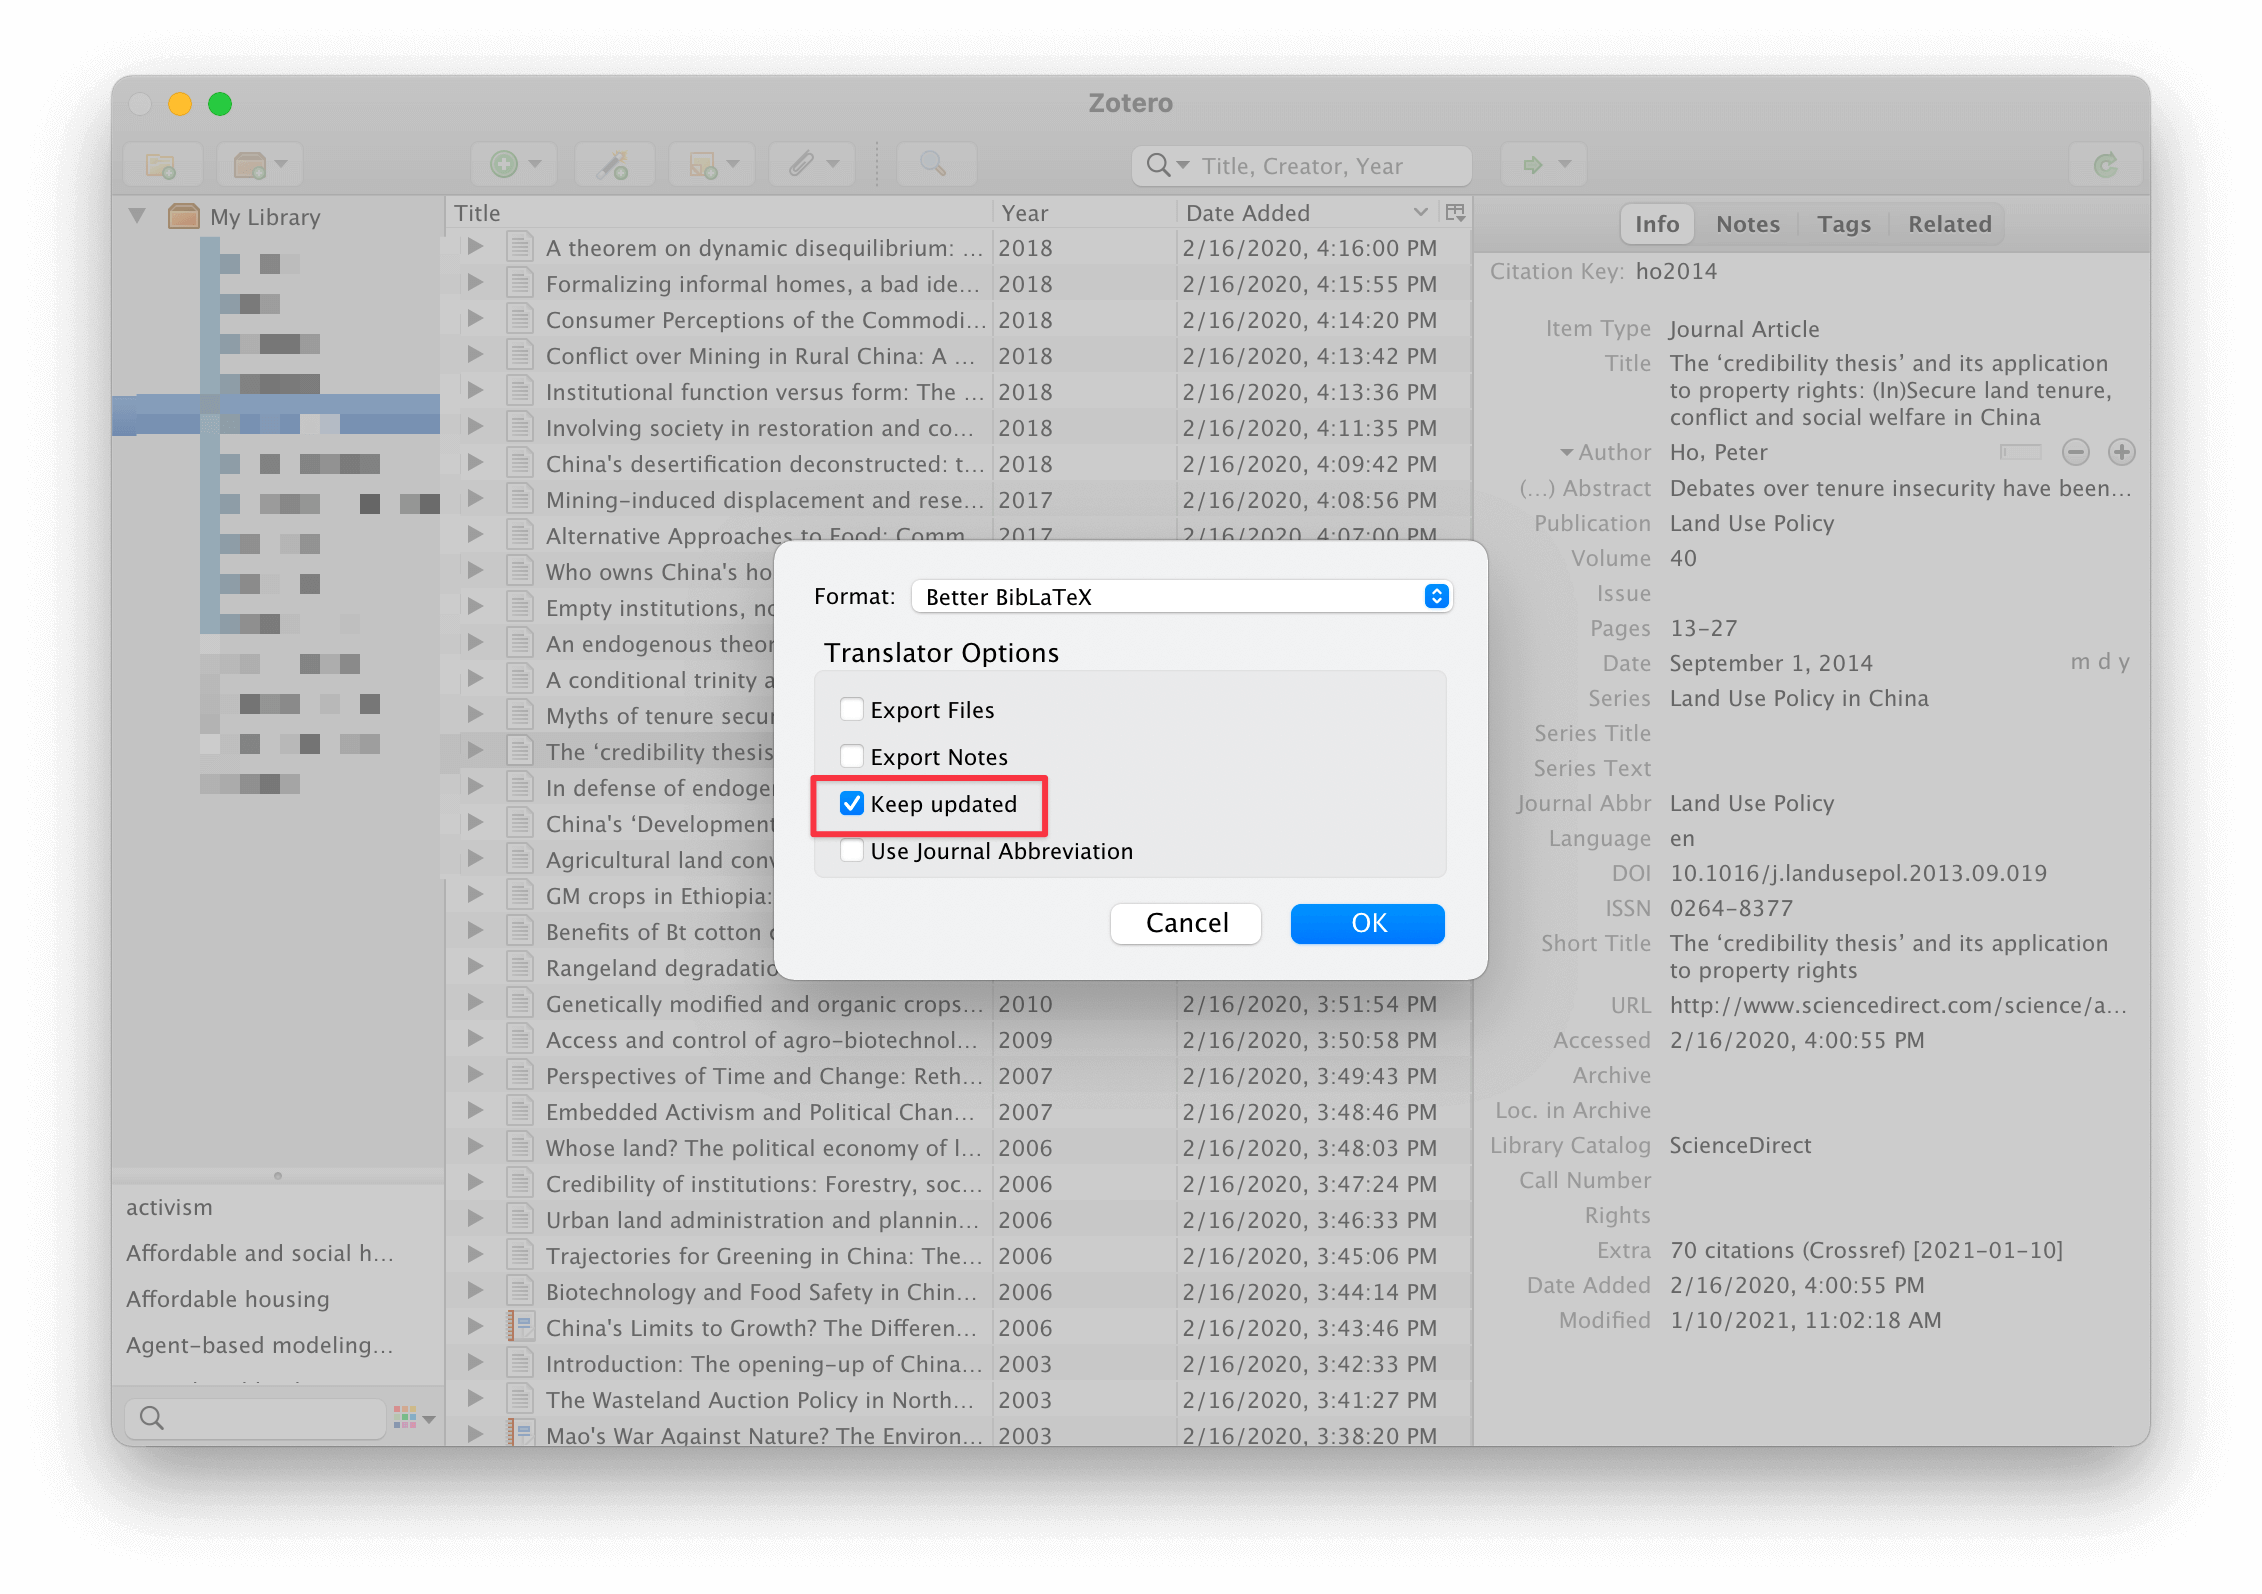 Zotero
Title, Creator, Year
My Library
Title Year Date Added
A theorem on dynamic disequilibrium: ... 2018 2/16/2020, 4:16:00 PM
Formalizing informal homes, a bad ide... 2018 2/16/2020, 4:15:55 PM
Consumer Perceptions of the Commodi... 2018 2/16/2020, 4:14:20 PM
Conflict over Mining in Rural China: A ... 2018 2/16/2020, 4:13:42 PM
Institutional function versus form: The ... 2018 2/16/2020, 4:13:36 PM
Involving society in restoration and co... 2018 2/16/2020, 4:11:35 PM
China's desertification deconstructed: t... 2018 2/16/2020, 4:09:42 PM
Mining-induced displacement and rese... 2017 2/16/2020, 4:08:56 PM
Alternative Approaches to Food: Comm 2017 2/16/2020, 4:07:00 PM
Who owns China's ho
Empty institutions, no
An endogenous theor
A conditional trinity a
Myths of tenure secur
The ‘credibility thesis
In defense of endoge
China's ‘Development
Agricultural land conv
GM crops in Ethiopia:
Benefits of Bt cotton
Rangeland degradatio
Genetically modified and organic crops... 2010 2/16/2020, 3:51:54 PM
Access and control of agro-biotechnol... 2009 2/16/2020, 3:50:58 PM
Perspectives of Time and Change: Reth... 2007 2/16/2020, 3:49:43 PM
Embedded Activism and Political Chan... 2007 2/16/2020, 3:48:46 PM
Whose land? The political economy of l... 2006 2/16/2020, 3:48:03 PM
Credibility of institutions: Forestry, soc... 2006 2/16/2020, 3:47:24 PM
Urban land administration and plannin... 2006 2/16/2020, 3:46:33 PM
Trajectories for Greening in China: The... 2006 2/16/2020, 3:45:06 PM
Biotechnology and Food Safety in Chin... 2006 2/16/2020, 3:44:14 PM
China's Limits to Growth? The Differen... 2006 2/16/2020, 3:43:46 PM
Introduction: The opening-up of China... 2003 2/16/2020, 3:42:33 PM
The Wasteland Auction Policy in North... 2003 2/16/2020, 3:41:27 PM
Mao's War Against Nature? The Environ... 2003 2/16/2020, 3:38:20 PM
activism
Affordable and social h...
Affordable housing
Agent-based modeling...
Format: Better BibLaTeX
Translator Options
Export Files
Export Notes
Keep updated
Use Journal Abbreviation
Cancel OK
Info Notes Tags Related
Citation Key: ho2014
Item Type Journal Article
Title The ‘credibility thesis’ and its application
to property rights: (In)Secure land tenure,
conflict and social welfare in China
Author Ho, Peter
(...) Abstract Debates over tenure insecurity have been...
Publication Land Use Policy
Volume 40
Issue
Pages 13-27
Date September 1, 2014 m d y
Series Land Use Policy in China
Series Title
Series Text
Journal Abbr Land Use Policy
Language en
DOI 10.1016/j.landusepol.2013.09.019
ISSN 0264-8377
Short Title The ‘credibility thesis’ and its application
to property rights
URL http://www.sciencedirect.com/science/a...
Accessed 2/16/2020, 4:00:55 PM
Archive
Loc. in Archive
Library Catalog ScienceDirect
Call Number
Rights
Extra 70 citations (Crossref) [2021-01-10]
Date Added 2/16/2020, 4:00:55 PM
Modified 1/10/2021, 11:02:18 AM